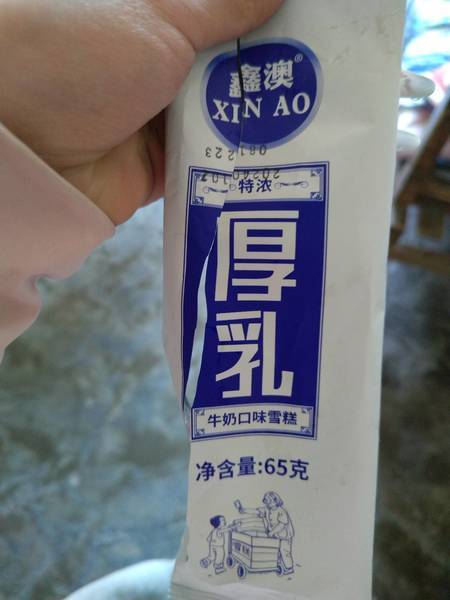 鑫澳®
XIN AO
特浓
厚乳
牛奶口味雪糕
净含量:65克